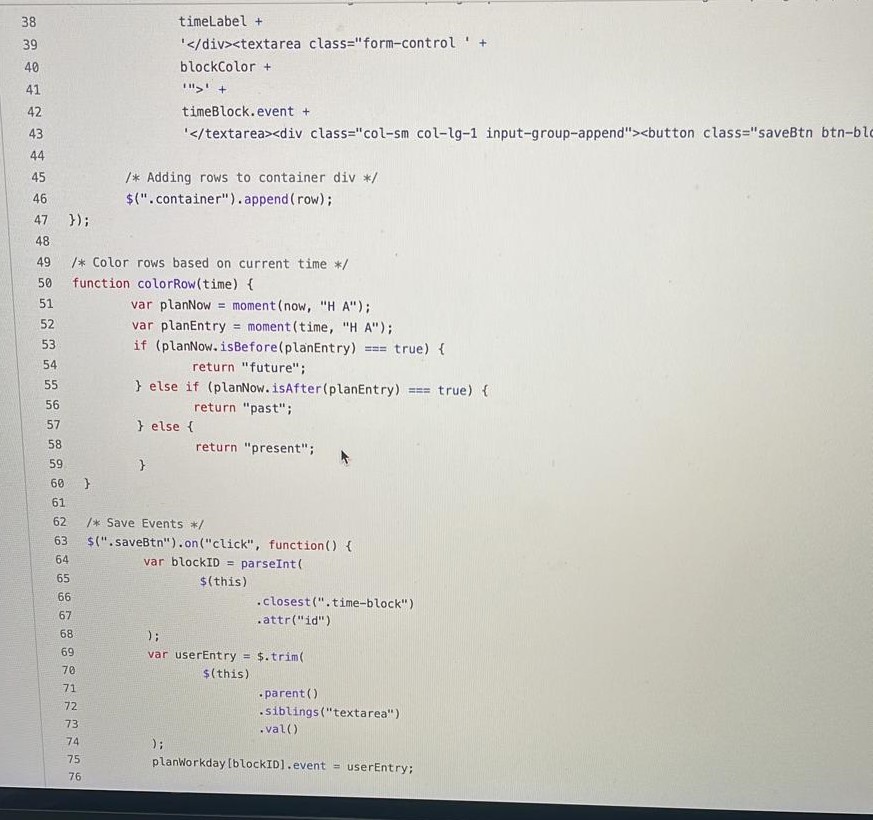 38 timeLabel +
39 '</div><textarea class="form-control ' +
40 blockColor +
41 '">' +
42 timeBlock.event +
43 '</textarea><div class="col-sm col-lg-1 input-group-append"><button class="saveBtn
44
45 /* Adding rows to container div */
46 $(".container").append(row);
47 });
48
49 /* Color rows based on current time */
50 function colorRow(time) {
51 var planNow = moment(now, "H A");
52 var planEntry = moment(time, "H A");
53 if (planNow.isBefore(planEntry) === true) {
54 return "future";
55 } else if (planNow.isAfter(planEntry) === true) {
56 return "past";
57 } else {
58 return "present";
59 }
60 }
61
62 /* Save Events */
63 $(".saveBtn").on("click", function() {
64 var blockID = parseInt(
65 $(this)
66 .closest(".time-block")
67 .attr("id")
68 );
69 var userEntry = $.trim(
70 $(this)
71 .parent()
72 .siblings("textarea")
73 .val()
74 );
75 planWorkday[blockID].event = userEntry;
76